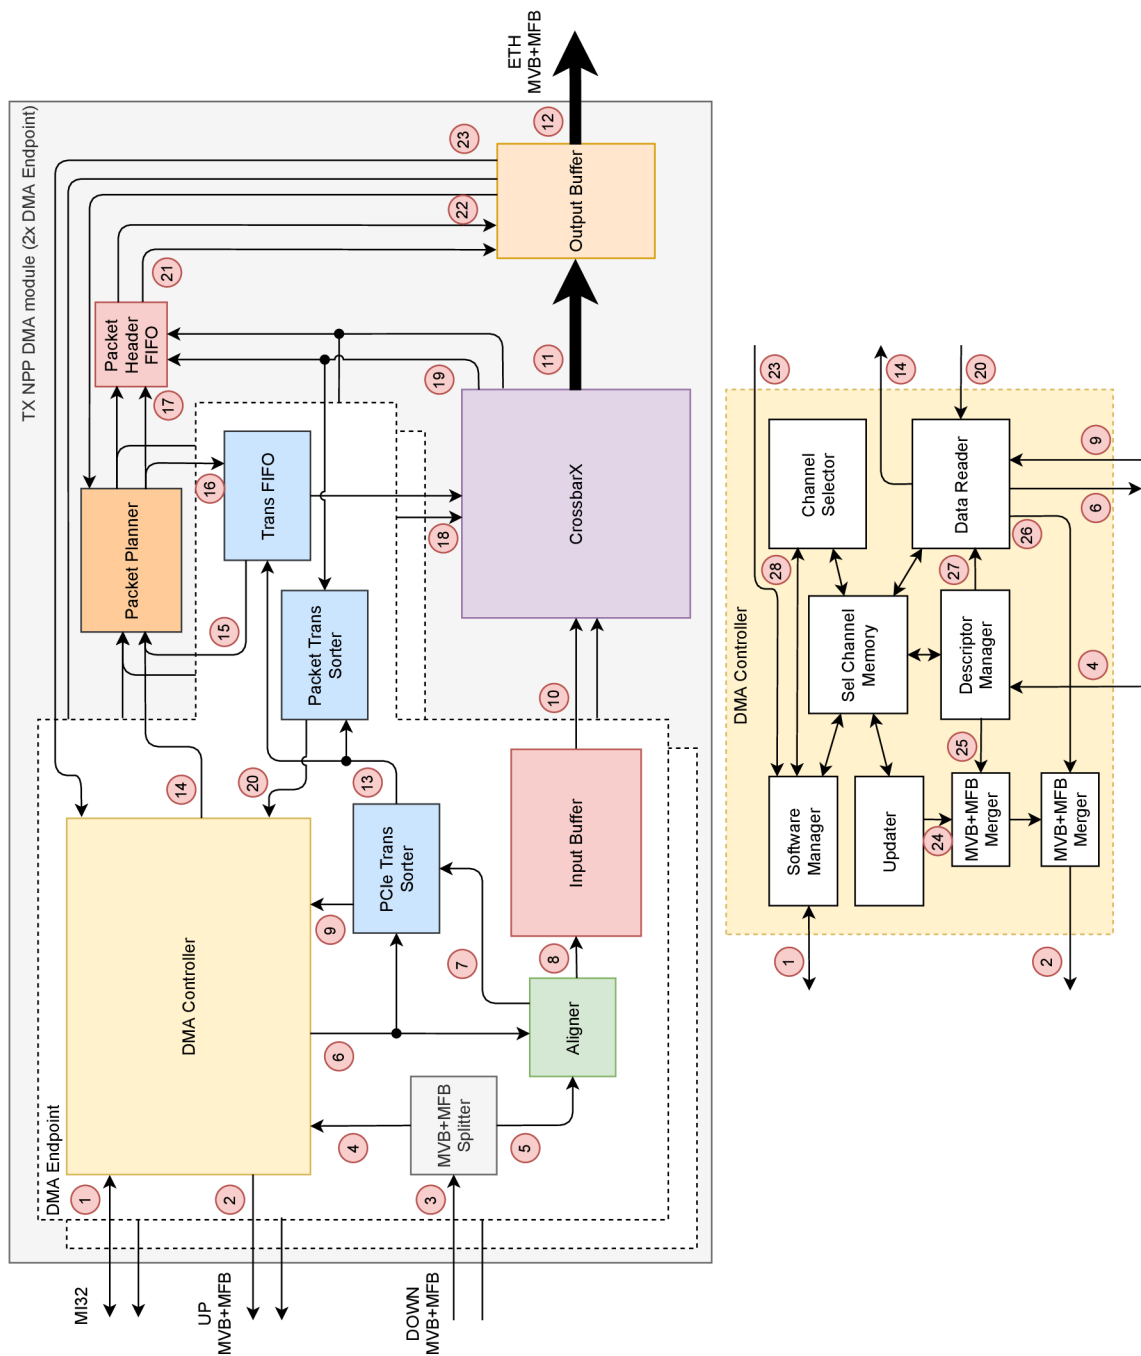 TX NPP DMA module (2x DMA Endpoint)
DMA Endpoint
MI32
1
UP
MVB+MFB
2
DOWN
MVB+MFB
3
DMA Controller
4
MVB+MFB
Splitter
5
6
Aligner
7
8
9
PCIe Trans
Sorter
Input Buffer
10
13
14
20
Packet Trans
Sorter
15
Packet Planner
16
Trans FIFO
17
Packet
Header
FIFO
18
CrossbarX
19
11
21
22
23
Output Buffer
12
ETH
MVB+MFB
DMA Controller
1
2
Software
Manager
Updater
24
MVB+MFB
Merger
MVB+MFB
Merger
25
Sel Channel
Memory
Descriptor
Manager
4
28
27
26
Channel
Selector
Data Reader
6
9
23
14
20